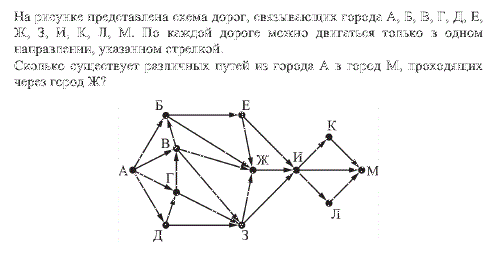 На рисунке представлена схема дорог, связывающих города А, Б, В, Г, Д, Е,
Ж, З, И, К, Л, М. По каждой дороге можно двигаться только в одном
направлении, указанном стрелкой.
Сколько существует различных путей из города А в город М, проходящих
через город Ж?
Б
Е
К
В
А
Ж
И
М
Г
Л
Д
З